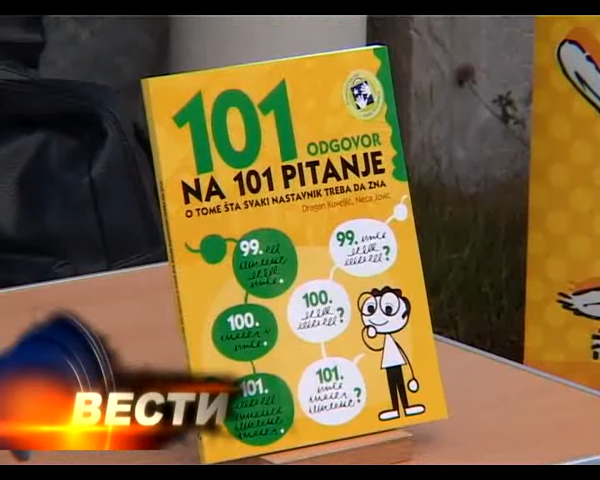 101
ODGOVOR
NA 101 PITANJE
O TOME ŠTA SVAKI NASTAVNIK TREBA DA ZNA
Dragan Kuveljić, Neca Jović
99.
99.
?
100.
100.
?
101.
101.
?
ВЕСТИ